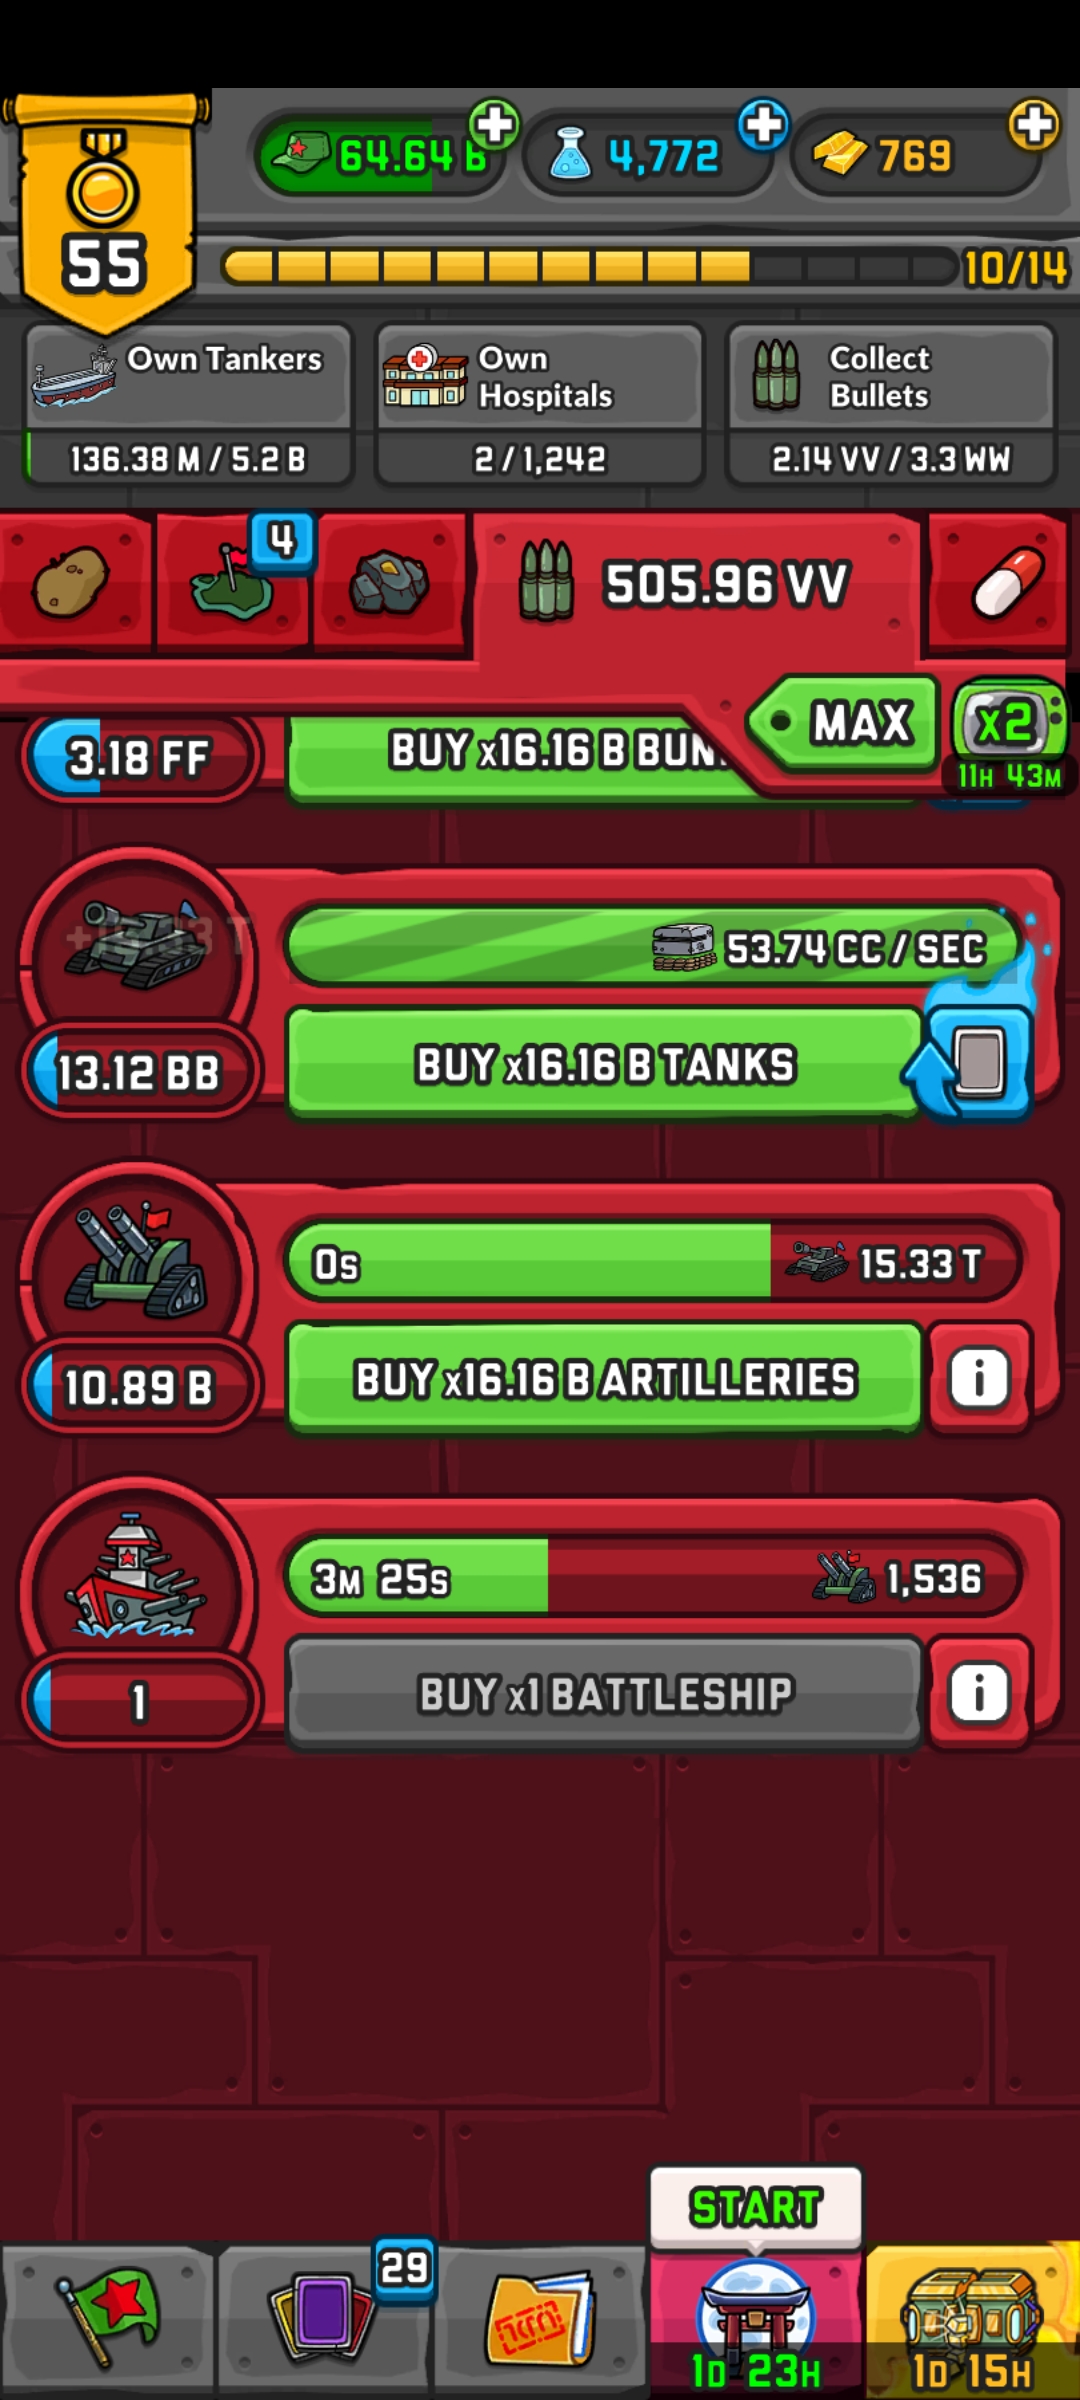 64.64 B
4,772
769
55
10/14
Own Tankers
Own
Hospitals
Collect
Bullets
136.38 M / 5.2 B
2 / 1,242
2.14 VV / 3.3 WW
4
505.96 VV
MAX
x2
11H 43M
3.18 FF
BUY x16.16 B BUN
53.74 CC / SEC
13.12 BB
BUY x16.16 B TANKS
0s
15.33 T
10.89 B
BUY x16.16 B ARTILLERIES
i
3M 25S
1,536
1
BUY x1 BATTLESHIP
i
START
29
1D 23H
1D 15H